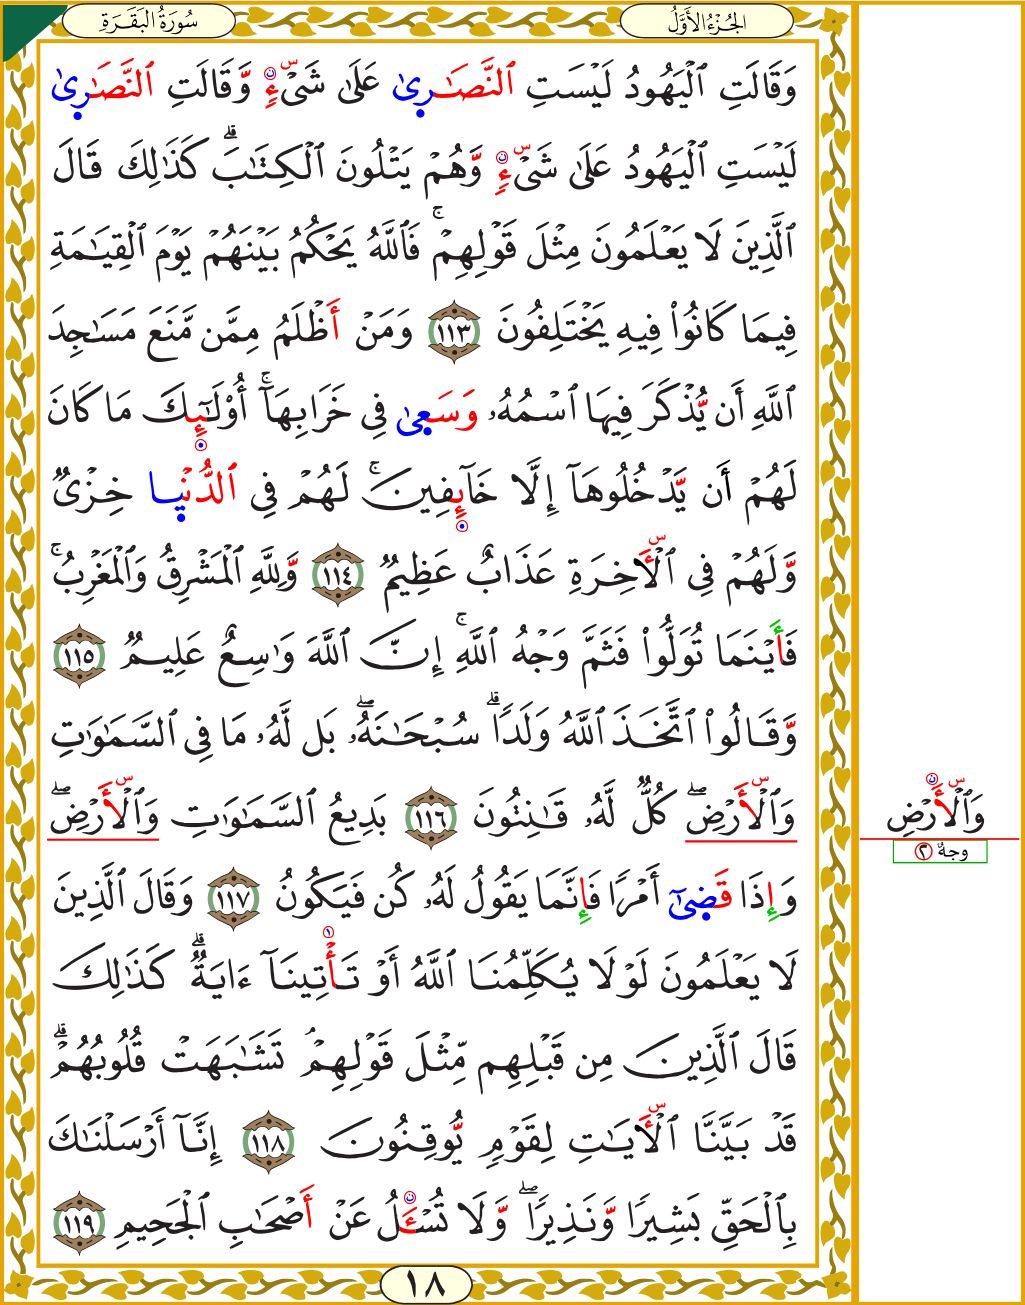 الجُزْءُ الأَوَّلُ
سُورَةُ البَقَرَةِ
وَقَالَتِ ٱلْيَهُودُ لَيْسَتِ ٱلنَّصَٰرِىٰ عَلَىٰ شَىْءٍ وَّقَالَتِ ٱلنَّصَٰرِىٰ
لَيْسَتِ ٱلْيَهُودُ عَلَىٰ شَىْءٍ وَّهُمْ يَتْلُونَ ٱلْكِتَٰبَۗ كَذَٰلِكَ قَالَ
ٱلَّذِينَ لَا يَعْلَمُونَ مِثْلَ قَوْلِهِمْۚ فَٱللَّهُ يَحْكُمُ بَيْنَهُمْ يَوْمَ ٱلْقِيَٰمَةِ
فِيمَا كَانُوا۟ فِيهِ يَخْتَلِفُونَ ١١٣ وَمَنْ أَظْلَمُ مِمَّن مَّنَعَ مَسَٰجِدَ
ٱللَّهِ أَن يُّذْكَرَ فِيهَا ٱسْمُهُۥ وَسَعِىٰ فِى خَرَابِهَآۚ أُو۟لَٰٓئِكَ مَا كَانَ
لَهُمْ أَن يَّدْخُلُوهَآ إِلَّا خَآئِفِينَۚ لَهُمْ فِى ٱلدُّنْيِا خِزْىٌ
وَّلَهُمْ فِى ٱلْأَخِرَةِ عَذَابٌ عَظِيمٌ ١١٤ وَّلِلَّهِ ٱلْمَشْرِقُ وَٱلْمَغْرِبُۚ
فَأَيْنَمَا تُوَلُّوا۟ فَثَمَّ وَجْهُ ٱللَّهِۚ إِنَّ ٱللَّهَ وَٰسِعٌ عَلِيمٌ ١١٥
وَّقَالُوا۟ ٱتَّخَذَ ٱللَّهُ وَلَدًاۗ سُبْحَٰنَهُۥۖ بَل لَّهُۥ مَا فِى ٱلسَّمَٰوَٰتِ
وَٱلْأَرْضِۖ كُلٌّ لَّهُۥ قَٰنِتُونَ ١١٦ بَدِيعُ ٱلسَّمَٰوَٰتِ وَٱلْأَرْضِۖ
وَٱلْأَرْضِ
وجهٌ ٢
وَإِذَا قَضِىٰٓ أَمْرًا فَإِنَّمَا يَقُولُ لَهُۥ كُن فَيَكُونُ ١١٧ وَقَالَ ٱلَّذِينَ
لَا يَعْلَمُونَ لَوْلَا يُكَلِّمُنَا ٱللَّهُ أَوْ تَأْتِينَآ ءَايَةٌۗ كَذَٰلِكَ
قَالَ ٱلَّذِينَ مِن قَبْلِهِم مِّثْلَ قَوْلِهِمْۘ تَشَٰبَهَتْ قُلُوبُهُمْۗ
قَدْ بَيَّنَّا ٱلْأَيَٰتِ لِقَوْمٍ يُّوقِنُونَ ١١٨ إِنَّآ أَرْسَلْنَٰكَ
بِٱلْحَقِّ بَشِيرًا وَّنَذِيرًاۖ وَّلَا تُسْـَٔلُ عَنْ أَصْحَٰبِ ٱلْجَحِيمِ ١١٩
١٨